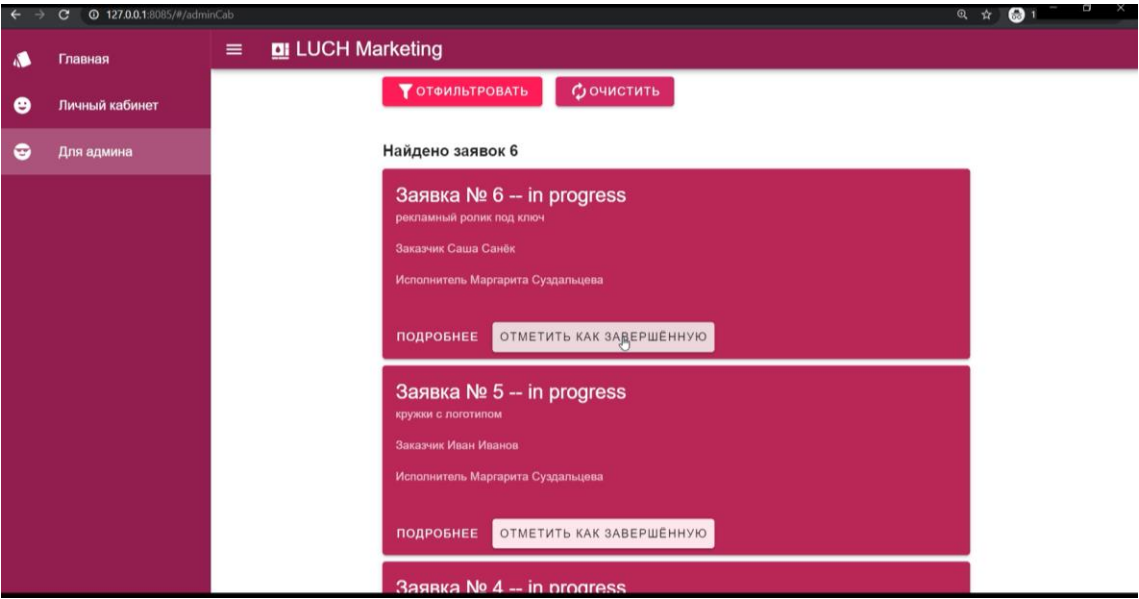 127.0.0.1:8085/#/adminCab
Главная
LUCH Marketing
ОТФИЛЬТРОВАТЬ
ОЧИСТИТЬ
Личный кабинет
Для админа
Найдено заявок 6
Заявка № 6 -- in progress
рекламный ролик под ключ
Заказчик Саша Санёк
Исполнитель Маргарита Суздальцева
ПОДРОБНЕЕ
ОТМЕТИТЬ КАК ЗАВЕРШЁННУЮ
Заявка № 5 -- in progress
кружки с логотипом
Заказчик Иван Иванов
Исполнитель Маргарита Суздальцева
ПОДРОБНЕЕ
ОТМЕТИТЬ КАК ЗАВЕРШЁННУЮ
Заявка № 4 -- in progress